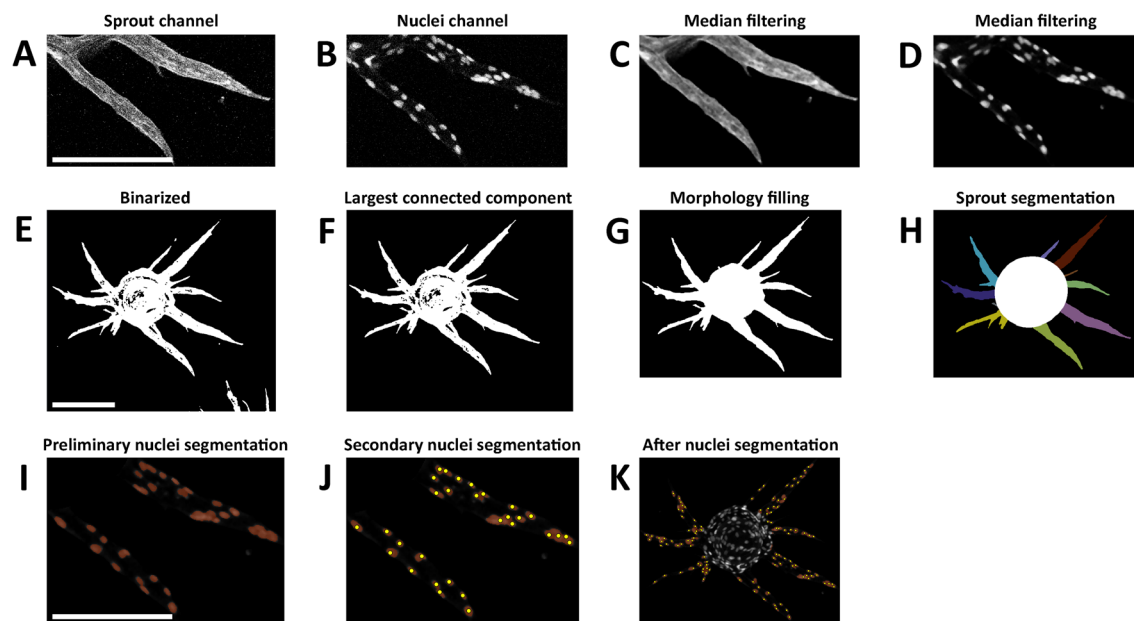 Sprout channel
Nuclei channel
Median filtering
Median filtering
A
B
C
D
Binarized
Largest connected component
Morphology filling
Sprout segmentation
E
F
G
H
Preliminary nuclei segmentation
Secondary nuclei segmentation
After nuclei segmentation
I
J
K